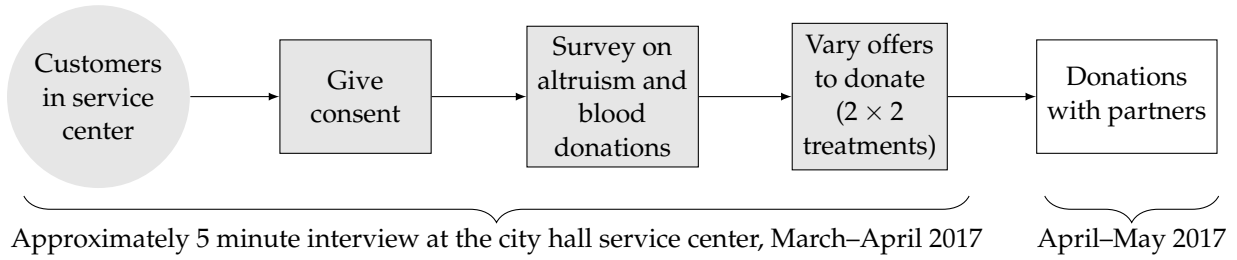 Customers
in service
center
Give
consent
Survey on
altruism and
blood
donations
Vary offers
to donate
(2 × 2
treatments)
Donations
with partners
Approximately 5 minute interview at the city hall service center, March–April 2017
April–May 2017